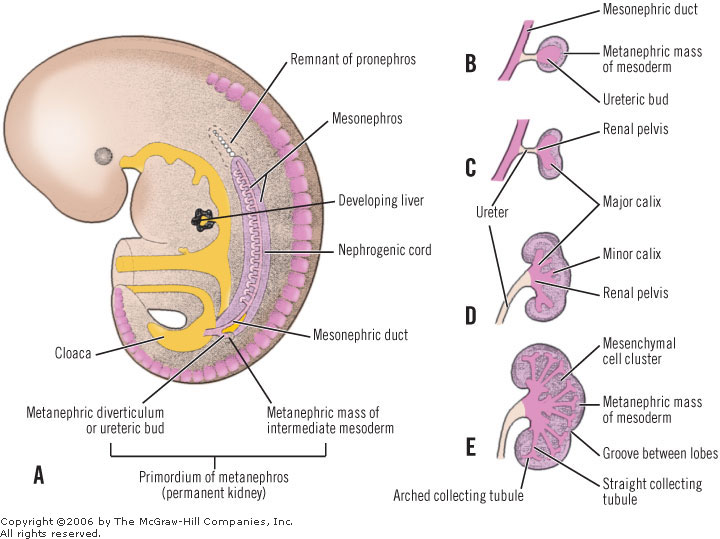 Remnant of pronephros
Mesonephros
Developing liver
Nephrogenic cord
Mesonephric duct
Cloaca
Metanephric diverticulum
or ureteric bud
Metanephric mass of
intermediate mesoderm
A
Primordium of metanephros
(permanent kidney)
Mesonephric duct
B
Metanephric mass
of mesoderm
Ureteric bud
Renal pelvis
C
Ureter
Major calix
Minor calix
D
Renal pelvis
Mesenchymal
cell cluster
Metanephric mass
of mesoderm
E
Groove between lobes
Straight collecting
tubule
Arched collecting tubule
Copyright ©2006 by The McGraw-Hill Companies, Inc.
All rights reserved.